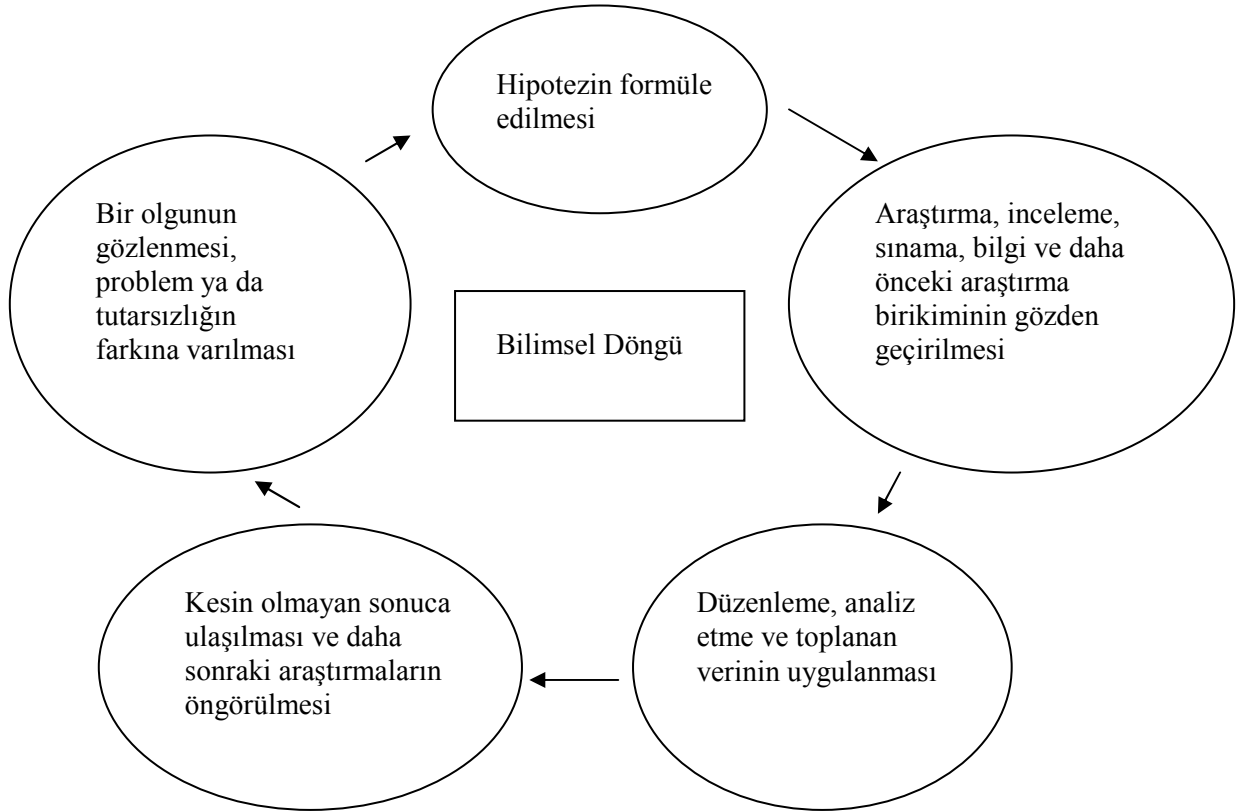 Hipotezin formüle
edilmesi
Bir olgunun
gözlenmesi,
problem ya da
tutarsızlığın
farkına varılması
Araştırma, inceleme,
sınama, bilgi ve daha
önceki araştırma
birikiminin gözden
geçirilmesi
Bilimsel Döngü
Kesin olmayan sonuca
ulaşılması ve daha
sonraki araştırmaların
öngörülmesi
Düzenleme, analiz
etme ve toplanan
verinin uygulanması